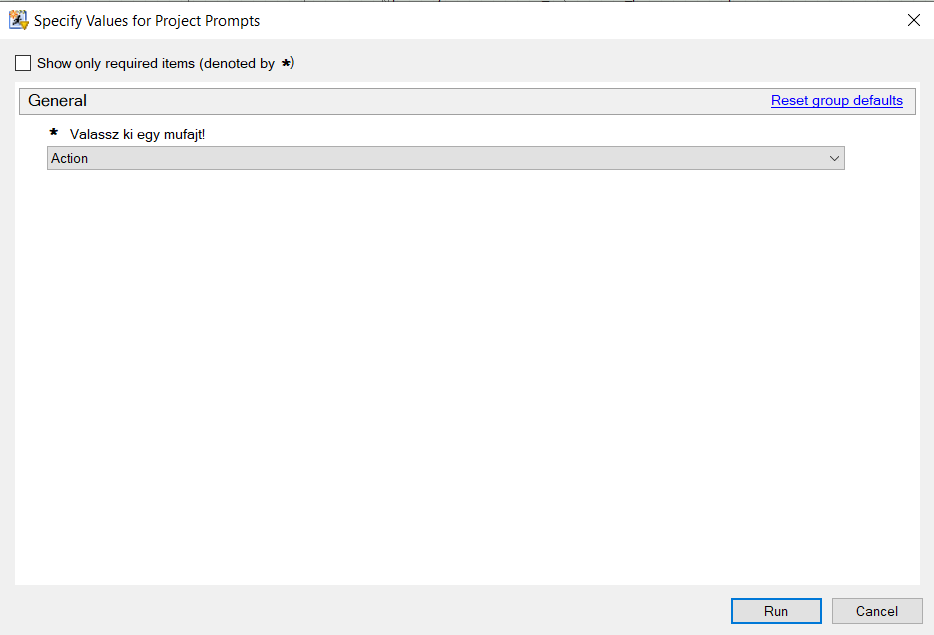 Specify Values for Project Prompts
Show only required items (denoted by *)
General
Reset group defaults
* Valassz ki egy mufajt!
Action
Run
Cancel